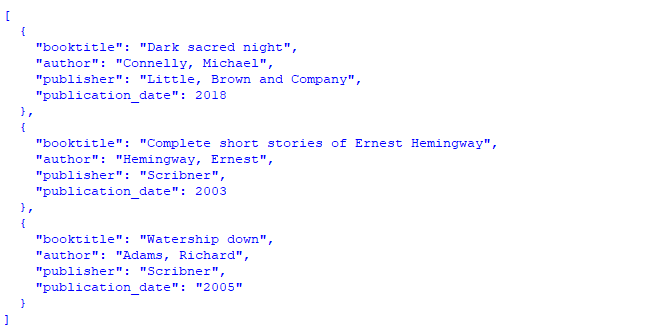 [
  {
    "booktitle": "Dark sacred night",
    "author": "Connelly, Michael",
    "publisher": "Little, Brown and Company",
    "publication_date": 2018
  },
  {
    "booktitle": "Complete short stories of Ernest Hemingway",
    "author": "Hemingway, Ernest",
    "publisher": "Scribner",
    "publication_date": 2003
  },
  {
    "booktitle": "Watership down",
    "author": "Adams, Richard",
    "publisher": "Scribner",
    "publication_date": "2005"
  }
]